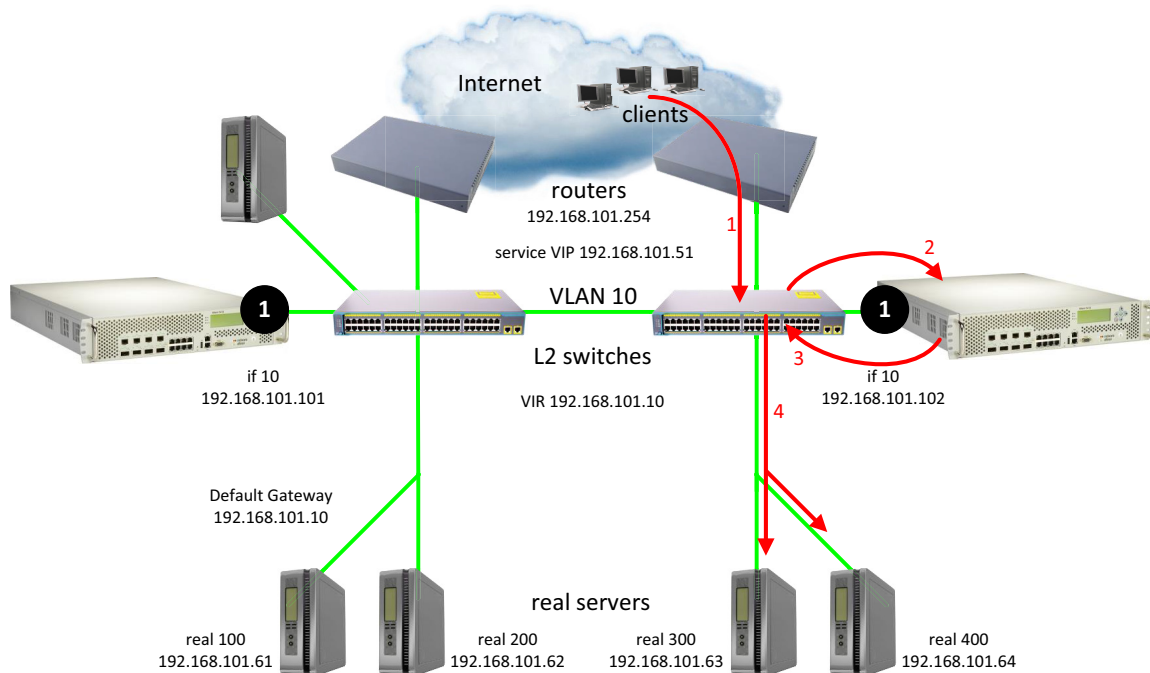 Internet
clients
routers
192.168.101.254
1
2
service VIP 192.168.101.51
1
VLAN 10
1
3
L2 switches
if 10
192.168.101.101
VIR 192.168.101.10
if 10
192.168.101.102
4
Default Gateway
192.168.101.10
real servers
real 100
192.168.101.61
real 200
192.168.101.62
real 300
192.168.101.63
real 400
192.168.101.64